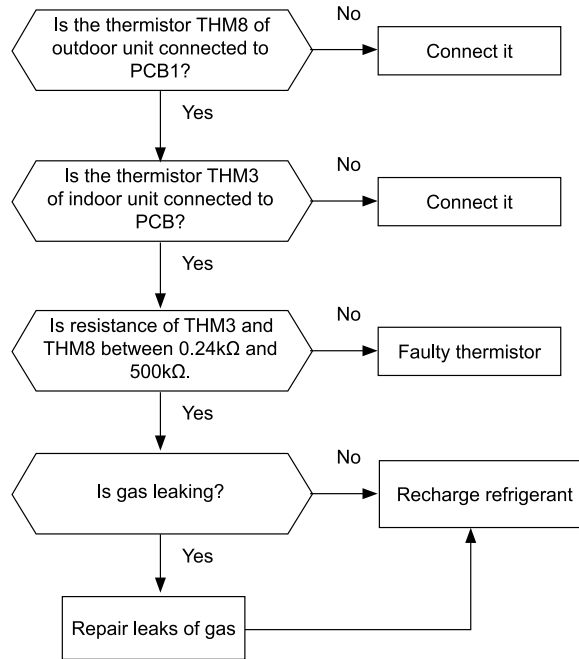 Is the thermistor THM8 of
outdoor unit connected to
PCB1?
No
Connect it
Yes
Is the thermistor THM3
of indoor unit connected to
PCB?
No
Connect it
Yes
Is resistance of THM3 and
THM8 between 0.24kΩ and
500kΩ.
No
Faulty thermistor
Yes
Is gas leaking?
No
Recharge refrigerant
Yes
Repair leaks of gas